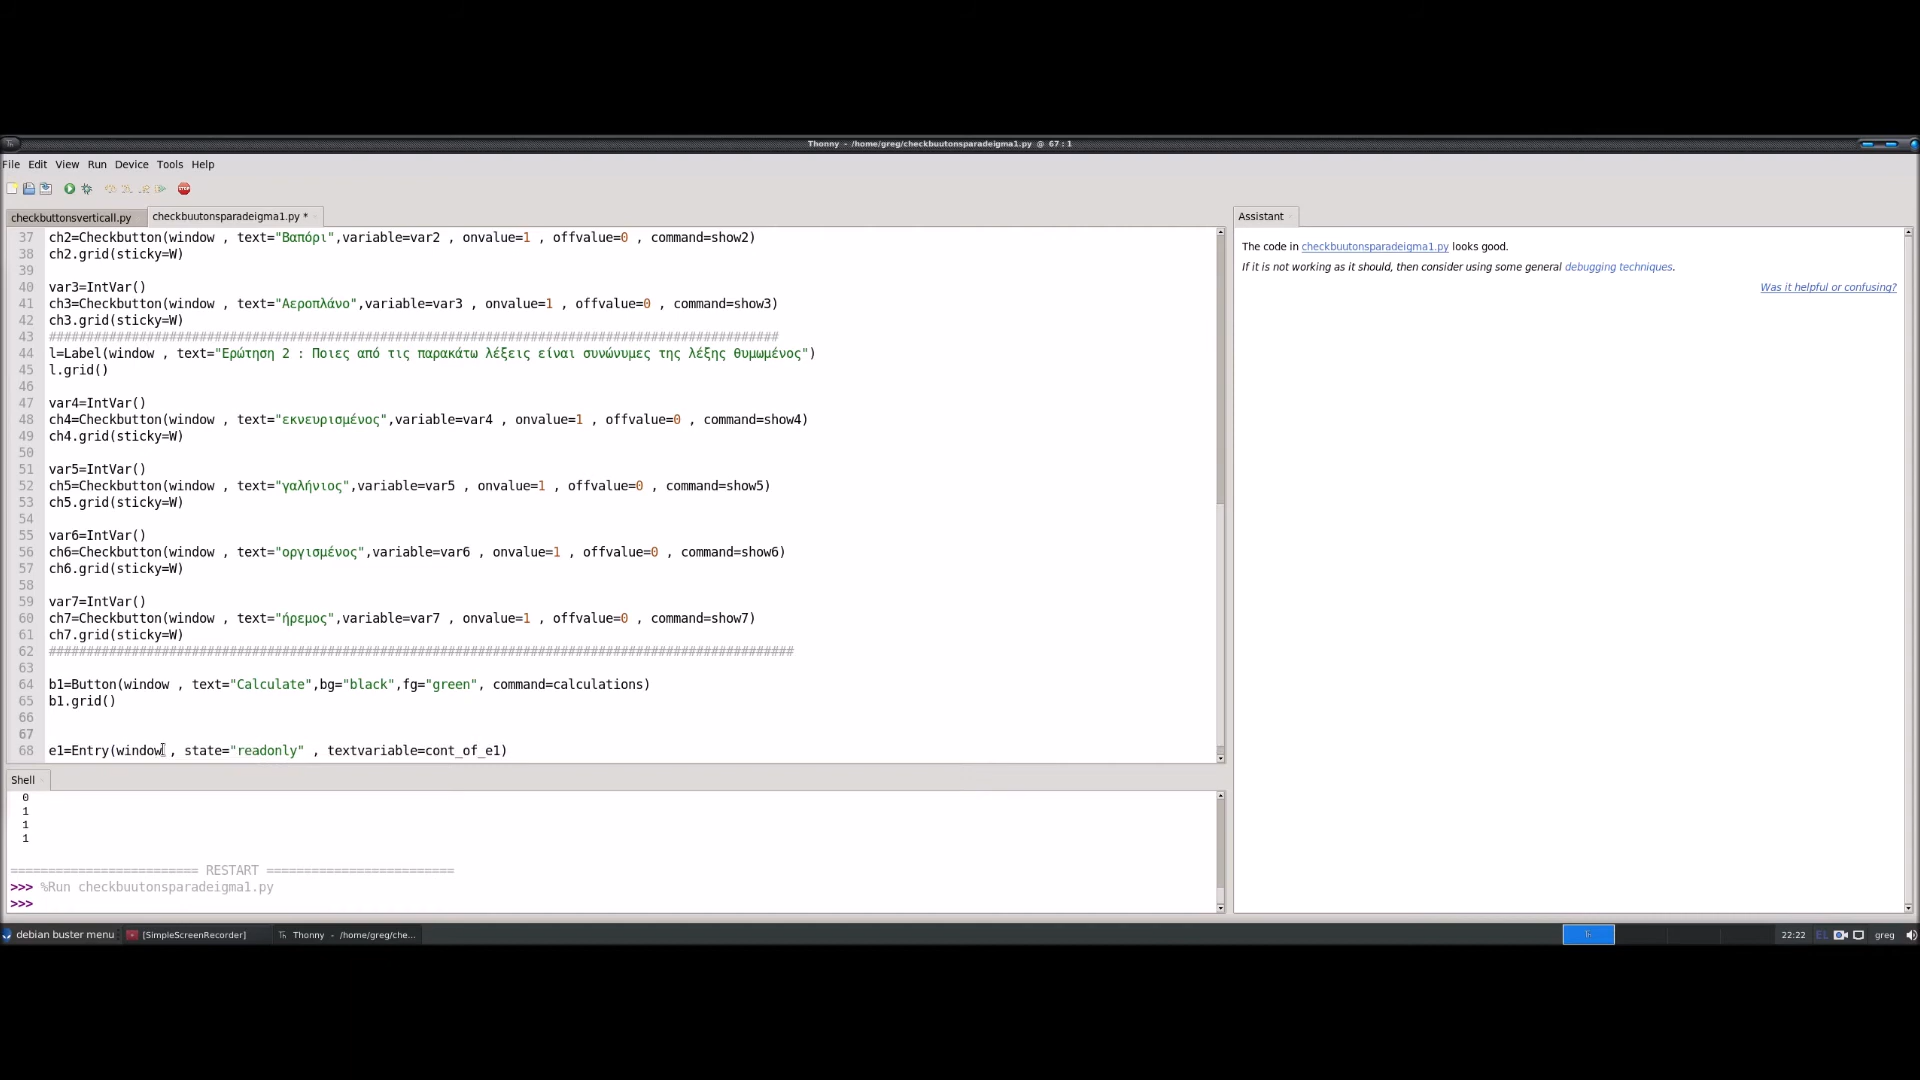 Thonny - /home/greg/checkbuutonsparadeigma1.py @ 67 : 1
File Edit View Run Device Tools Help
checkbuttonsverticall.py
checkbuutonsparadeigma1.py *
37 ch2=Checkbutton(window , text="Βαπόρι",variable=var2 , onvalue=1 , offvalue=0 , command=show2)
38 ch2.grid(sticky=W)
39
40 var3=IntVar()
41 ch3=Checkbutton(window , text="Αεροπλάνο",variable=var3 , onvalue=1 , offvalue=0 , command=show3)
42 ch3.grid(sticky=W)
43 #################################################################################################
44 l=Label(window , text="Ερώτηση 2 : Ποιες από τις παρακάτω λέξεις είναι συνώνυμες της λέξης θυμωμένος")
45 l.grid()
46
47 var4=IntVar()
48 ch4=Checkbutton(window , text="εκνευρισμένος",variable=var4 , onvalue=1 , offvalue=0 , command=show4)
49 ch4.grid(sticky=W)
50
51 var5=IntVar()
52 ch5=Checkbutton(window , text="γαλήνιος",variable=var5 , onvalue=1 , offvalue=0 , command=show5)
53 ch5.grid(sticky=W)
54
55 var6=IntVar()
56 ch6=Checkbutton(window , text="οργισμένος",variable=var6 , onvalue=1 , offvalue=0 , command=show6)
57 ch6.grid(sticky=W)
58
59 var7=IntVar()
60 ch7=Checkbutton(window , text="ήρεμος",variable=var7 , onvalue=1 , offvalue=0 , command=show7)
61 ch7.grid(sticky=W)
62 ###################################################################################################
63
64 b1=Button(window , text="Calculate",bg="black",fg="green", command=calculations)
65 b1.grid()
66
67
68 e1=Entry(window , state="readonly" , textvariable=cont_of_e1)
Shell
0
1
1
1
========================= RESTART =========================
>>> %Run checkbuutonsparadeigma1.py
>>>
Assistant
The code in checkbuutonsparadeigma1.py looks good.
If it is not working as it should, then consider using some general debugging techniques.
Was it helpful or confusing?
debian buster menu
[SimpleScreenRecorder]
Thonny - /home/greg/che...
22:22
EL
greg